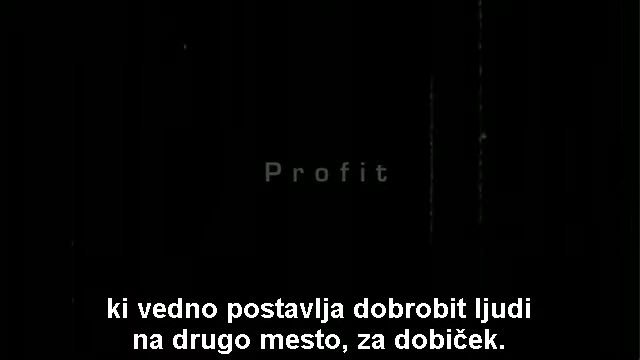 Profit
ki vedno postavlja dobrobit ljudi
na drugo mesto, za dobiček.